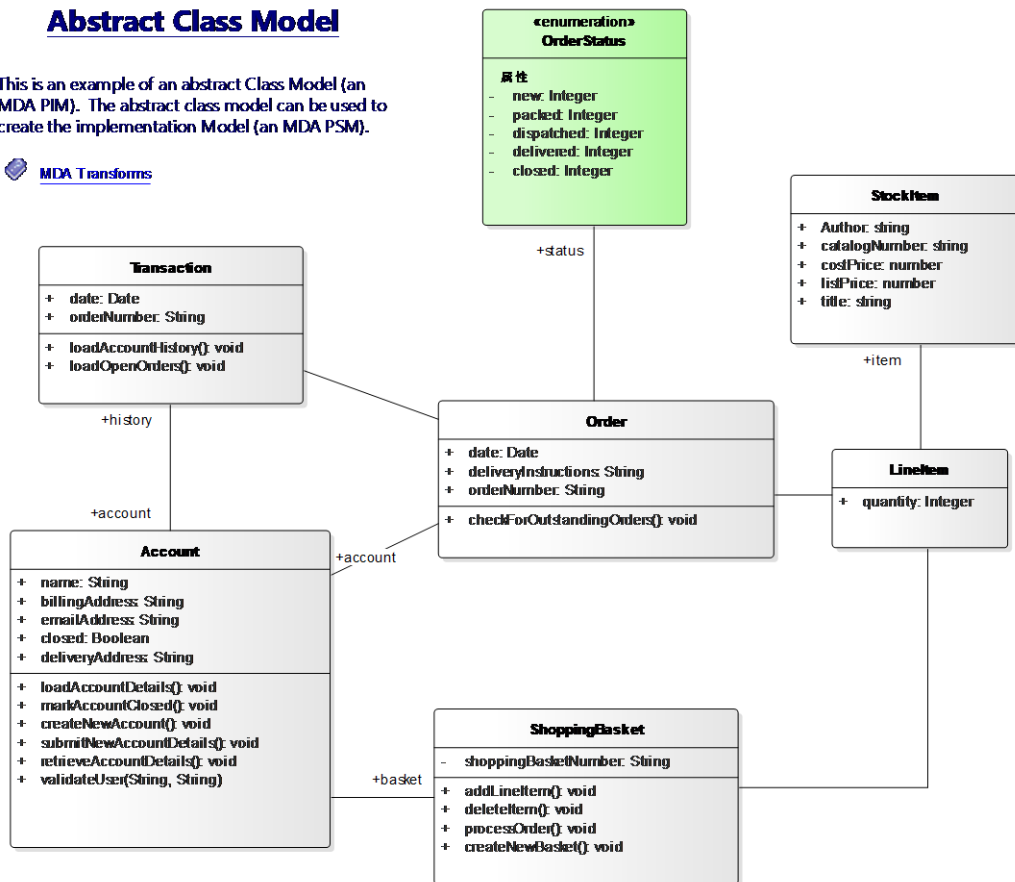 Abstract Class Model
This is an example of an abstract Class Model (an
MDA PIM). The abstract class model can be used to
create the implementation Model (an MDA PSM).
MDA Transforms
«enumeration»
OrderStatus
属性
- new: Integer
- packed: Integer
- dispatched: Integer
- delivered: Integer
- closed: Integer
+status
StockItem
+ Author: string
+ catalogNumber: string
+ costPrice: number
+ listPrice: number
+ title: string
+item
Transaction
+ date: Date
+ orderNumber: String
+ loadAccountHistory(): void
+ loadOpenOrders(): void
+history
+account
Order
+ date: Date
+ deliveryInstructions: String
+ orderNumber: String
+ checkForOutstandingOrders(): void
+account
LineItem
+ quantity: Integer
Account
+ name: String
+ billingAddress: String
+ emailAddress: String
+ closed: Boolean
+ deliveryAddress: String
+ loadAccountDetails(): void
+ markAccountClosed(): void
+ createNewAccount(): void
+ submitNewAccountDetails(): void
+ retrieveAccountDetails(): void
+ validateUser(String, String)
+basket
ShoppingBasket
- shoppingBasketNumber: String
+ addLineItem(): void
+ deleteItem(): void
+ processOrder(): void
+ createNewBasket(): void